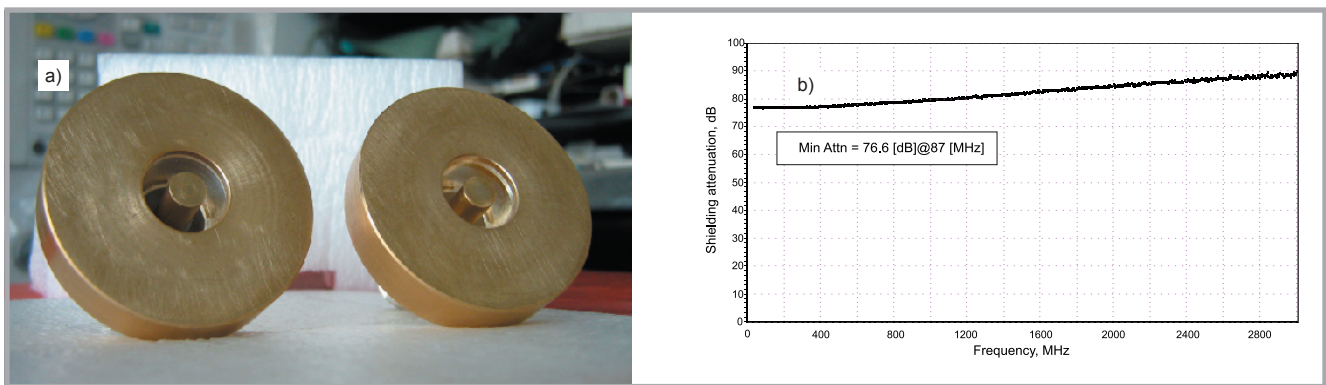 a)
b)
Min Attn = 76.6 [dB]@87 [MHz]
Shielding attenuation, dB
100
90
80
70
60
50
40
30
20
10
0
0 400 800 1200 1600 2000 2400 2800
Frequency, MHz